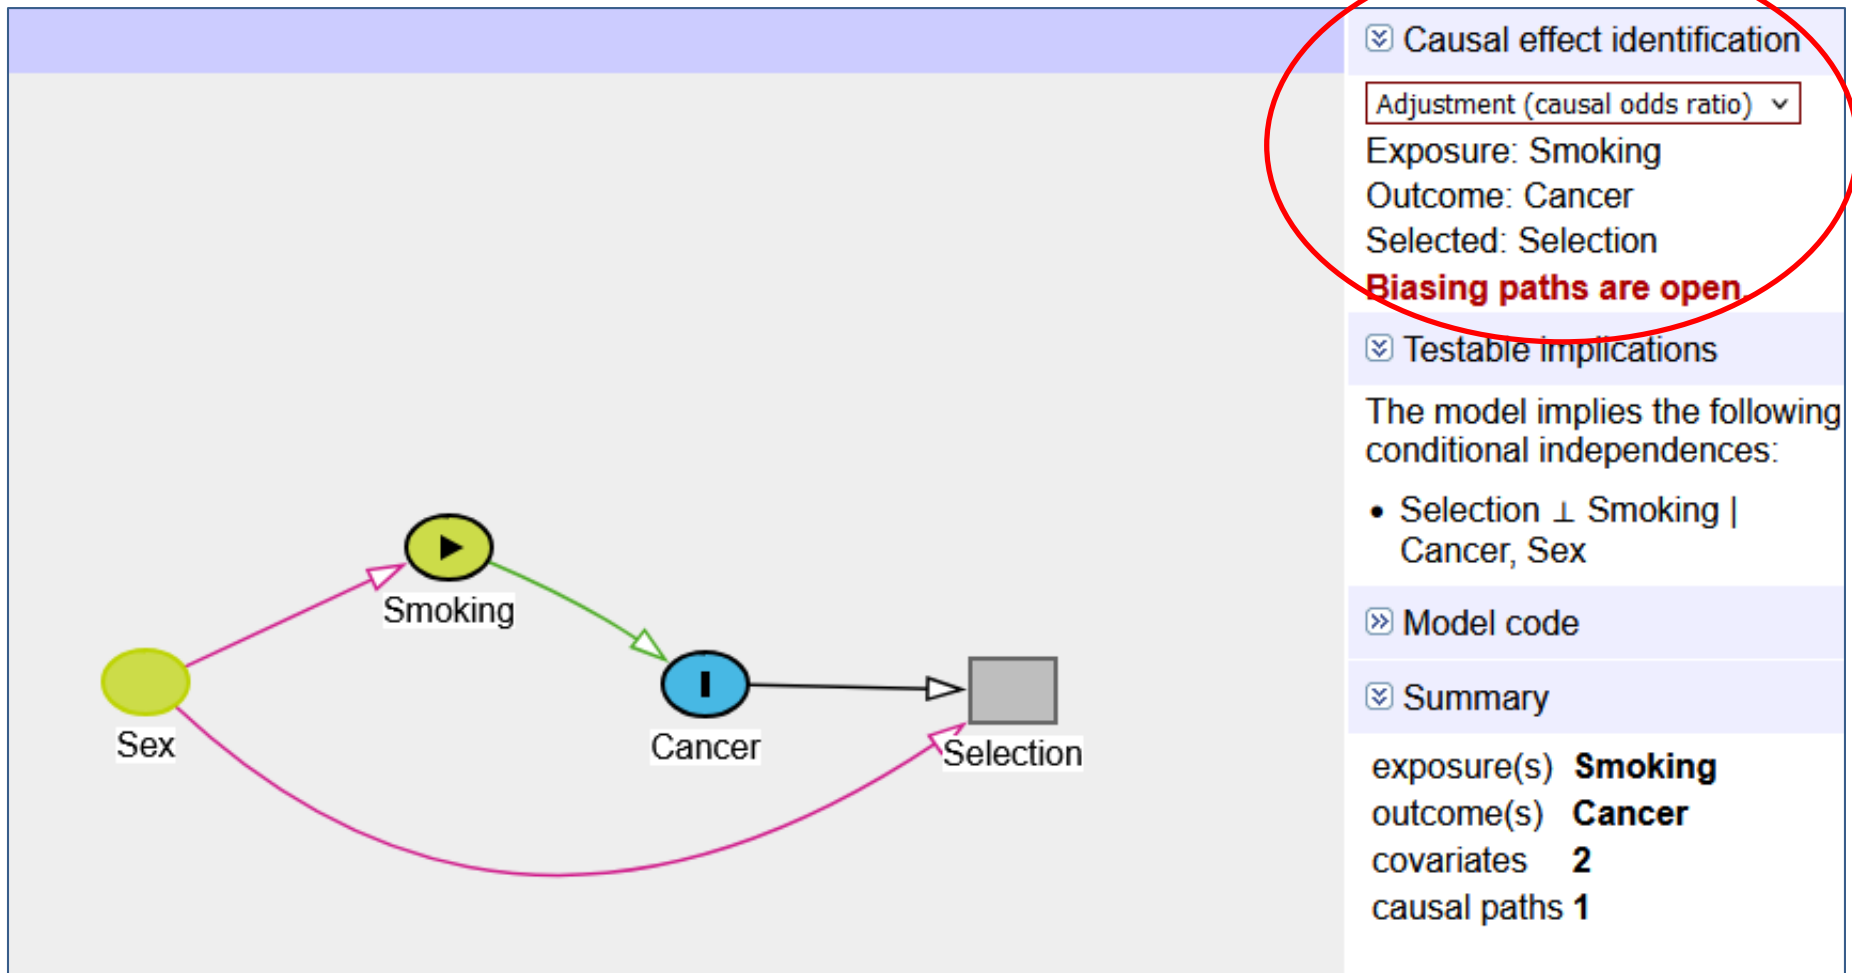 Causal effect identification
Adjustment (causal odds ratio)
Exposure: Smoking
Outcome: Cancer
Selected: Selection
Biasing paths are open.
Testable implications
The model implies the following
conditional independences:
• Selection ⊥ Smoking |
Cancer, Sex
Model code
Summary
exposure(s) Smoking
outcome(s) Cancer
covariates 2
causal paths 1
Smoking
Sex
Cancer
Selection